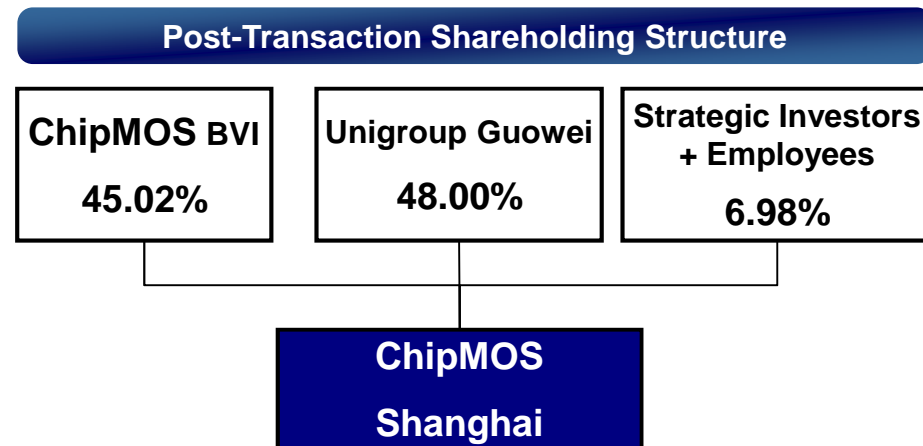 Post-Transaction Shareholding Structure
ChipMOS BVI
45.02%
Unigroup Guowei
48.00%
Strategic Investors
+ Employees
6.98%
ChipMOS
Shanghai